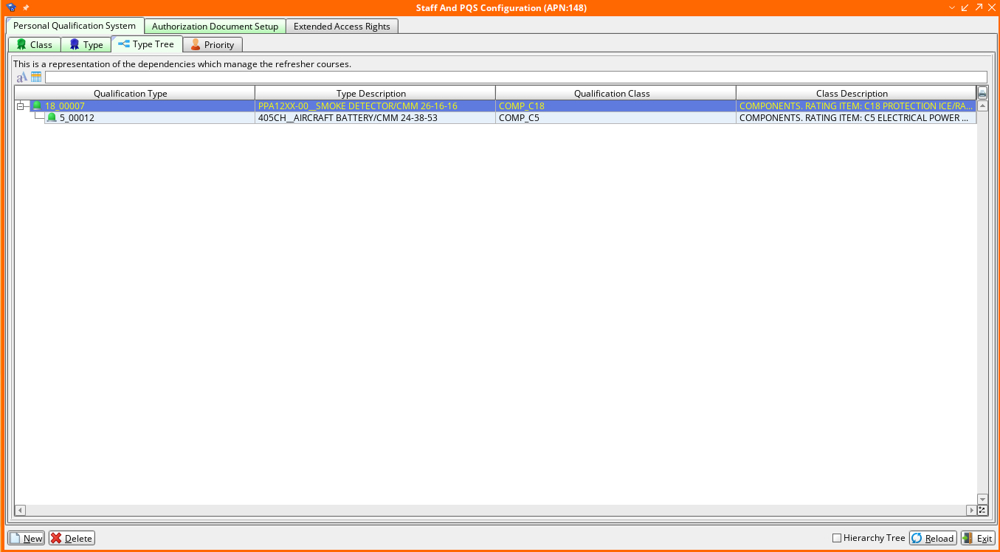 Staff And PQS Configuration (APN:148)
Personal Qualification System Authorization Document Setup Extended Access Rights
Class Type Type Tree Priority
This is a representation of the dependencies which manage the refresher courses.
Qualification Type Type Description Qualification Class Class Description
18_00007 PPA12XX-00__SMOKE DETECTOR/CMM 26-16-16 COMP_C18 COMPONENTS. RATING ITEM: C18 PROTECTION ICE/RA...
5_00012 405CH__AIRCRAFT BATTERY/CMM 24-38-53 COMP_C5 COMPONENTS. RATING ITEM: C5 ELECTRICAL POWER ...
New Delete Hierarchy Tree Reload Exit